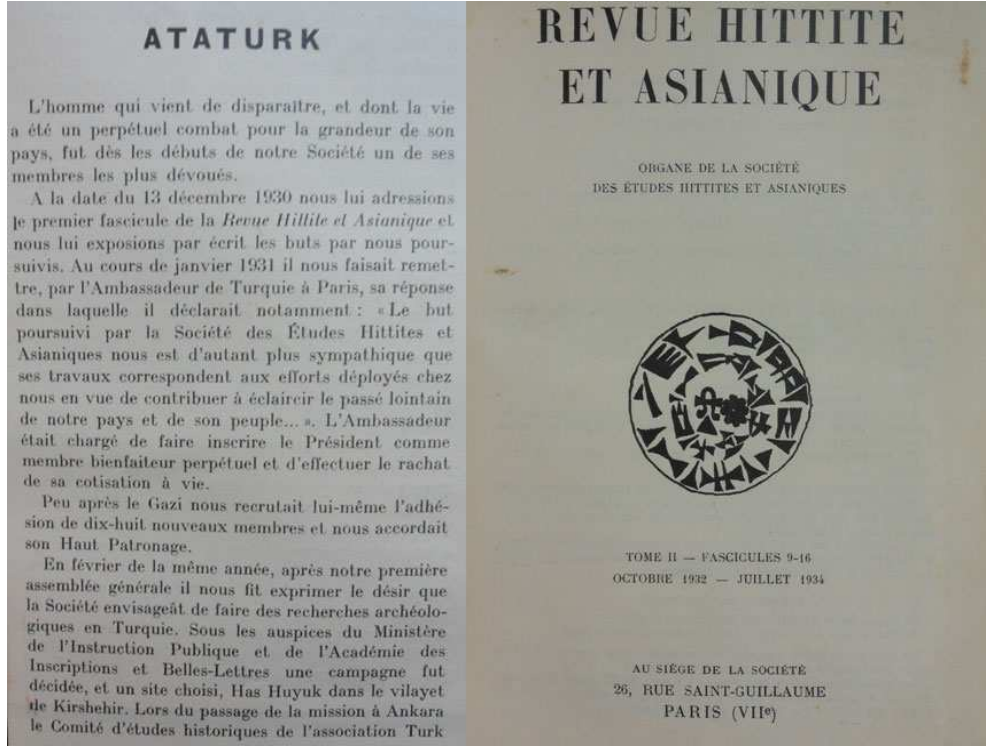 ATATURK
L'homme qui vient de disparaître, et dont la vie
a été un perpétuel combat pour la grandeur de son
pays, fut dès les débuts de notre Société un de ses
membres les plus dévoués.
A la date du 13 décembre 1930 nous lui adressions
le premier fascicule de la Revue Hittite et Asianique et
nous lui exposions par écrit les buts par nous pour-
suivis. Au cours de janvier 1931 il nous faisait remet-
tre, par l'Ambassadeur de Turquie à Paris, sa réponse
dans laquelle il déclarait notamment : « Le but
poursuivi par la Société des Études Hittites et
Asianiques nous est d'autant plus sympathique que
ses travaux correspondent aux efforts déployés chez
nous en vue de contribuer à éclaircir le passé lointain
de notre pays et de son peuple... ». L'Ambassadeur
était chargé de faire inscrire le Président comme
membre bienfaiteur perpétuel et d'effectuer le rachat
de sa cotisation à vie.
Peu après le Gazi nous recrutait lui-même l'adhé-
sion de dix-huit nouveaux membres et nous accordait
son Haut Patronage.
En février de la même année, après notre première
assemblée générale il nous fit exprimer le désir que
la Société envisageât de faire des recherches archéolo-
giques en Turquie. Sous les auspices du Ministère
de l'Instruction Publique et de l'Académie des
Inscriptions et Belles-Lettres une campagne fut
décidée, et un site choisi, Has Huyuk dans le vilayet
de Kirshehir. Lors du passage de la mission à Ankara
le Comité d'études historiques de l'association Turk
REVUE HITTITE
ET ASIANIQUE
ORGANE DE LA SOCIÉTÉ
DES ÉTUDES HITTITES ET ASIANIQUES
TOME II — FASCICULES 9-16
OCTOBRE 1932 — JUILLET 1934
AU SIÈGE DE LA SOCIÉTÉ
26, RUE SAINT-GUILLAUME
PARIS (VIIe)